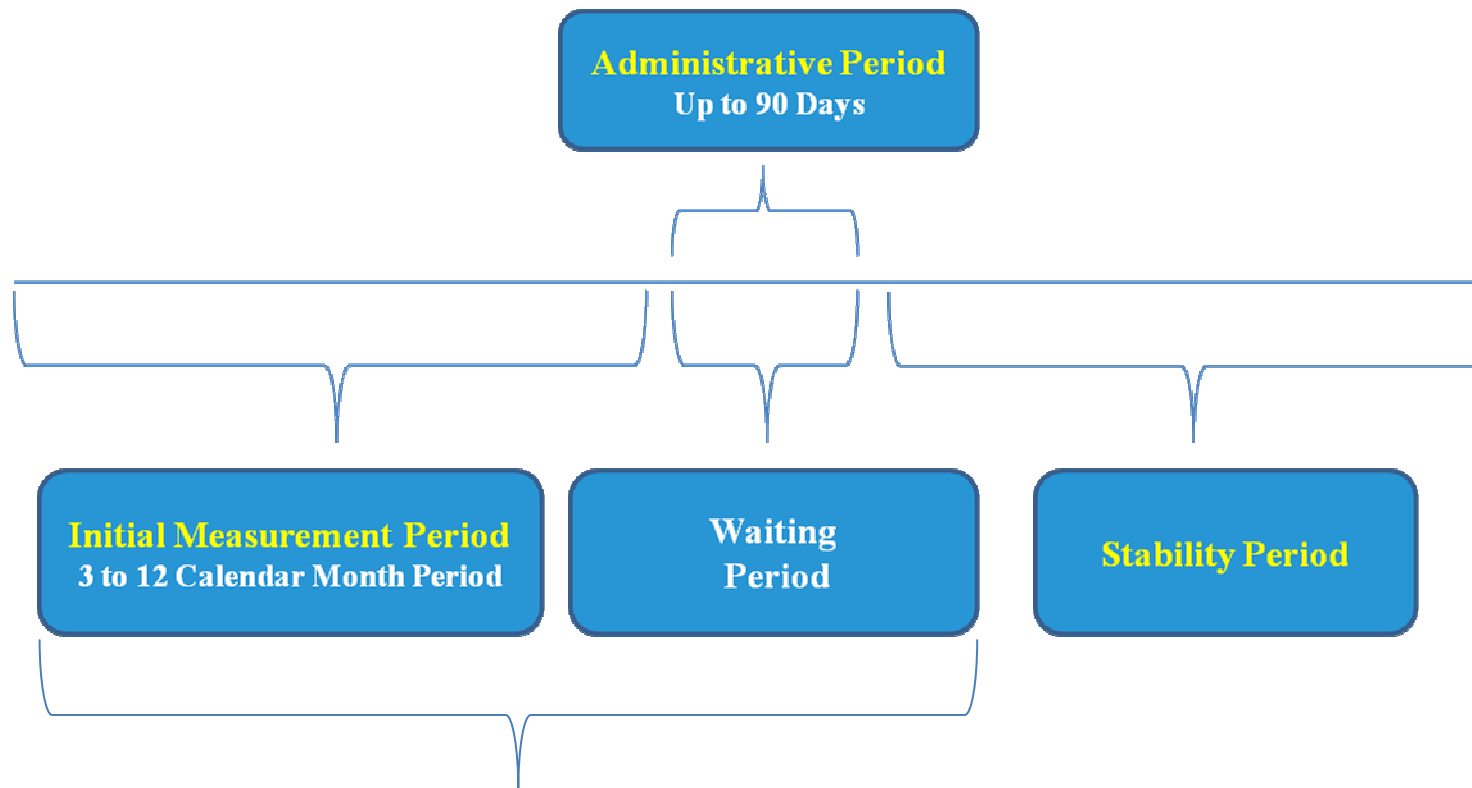 Administrative Period
Up to 90 Days
Initial Measurement Period
3 to 12 Calendar Month Period
Waiting
Period
Stability Period